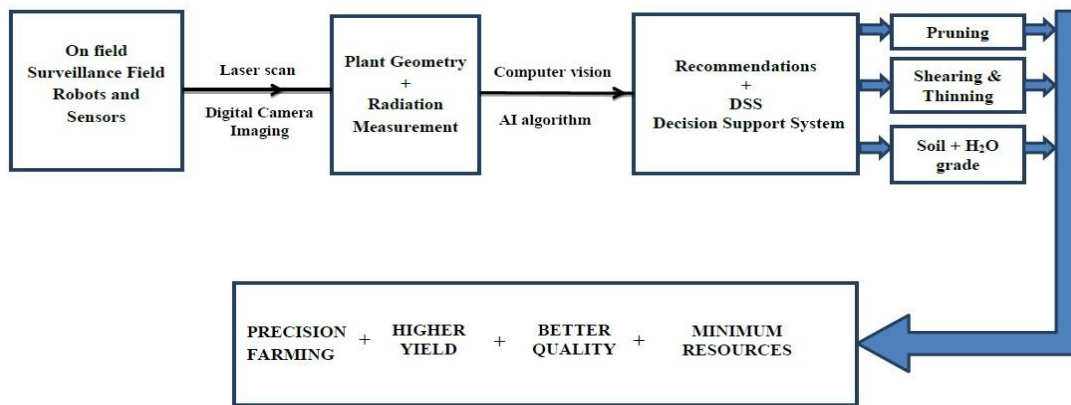 On field
Surveillance Field
Robots and
Sensors
Laser scan
Digital Camera
Imaging
Plant Geometry
+
Radiation
Measurement
Computer vision
AI algorithm
Recommendations
+
DSS
Decision Support System
Pruning
Shearing &
Thinning
Soil + H₂O
grade
PRECISION
FARMING
+
HIGHER
YIELD
+
BETTER
QUALITY
+
MINIMUM
RESOURCES